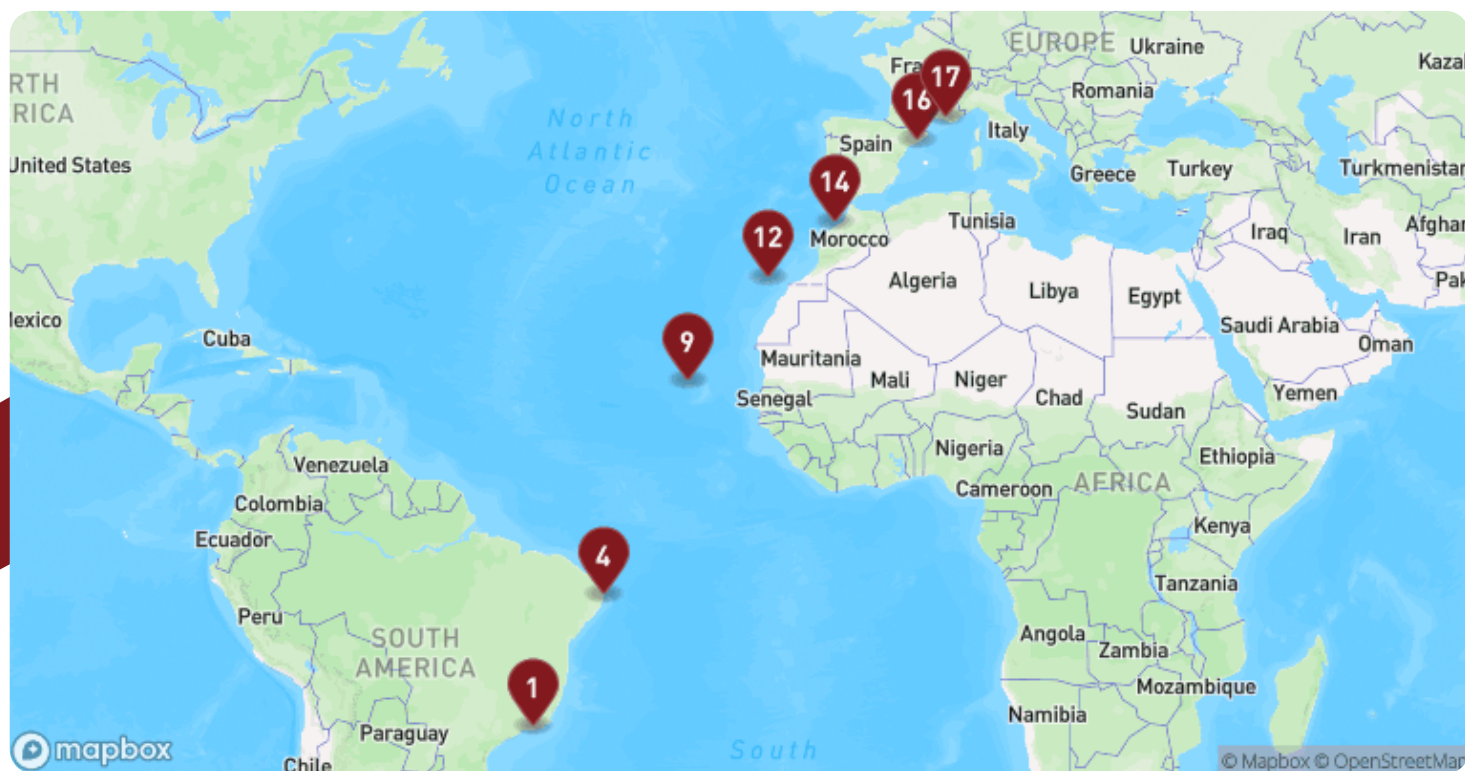 EUROPE
Ukraine
Kazal
Fra
17
RTH
RICA
North
Atlantic
Ocean
16
Romania
Italy
United States
Spain
Greece
Turkey
Turkmenistan
14
Tunisia
Afghan
12
Morocco
Iraq
Iran
Algeria
Libya
Egypt
Pak
lexico
Cuba
9
Saudi Arabia
Oman
Mauritania
Mali
Niger
Chad
Yemen
Senegal
Sudan
Nigeria
Ethiopia
Venezuela
Colombia
Cameroon
AFRICA
Ecuador
Kenya
4
Tanzania
Peru
SOUTH
AMERICA
Angola
Zambia
1
Mozambique
Namibia
Paraguay
South
mapbox
Chile
© Mapbox © OpenStreetMap